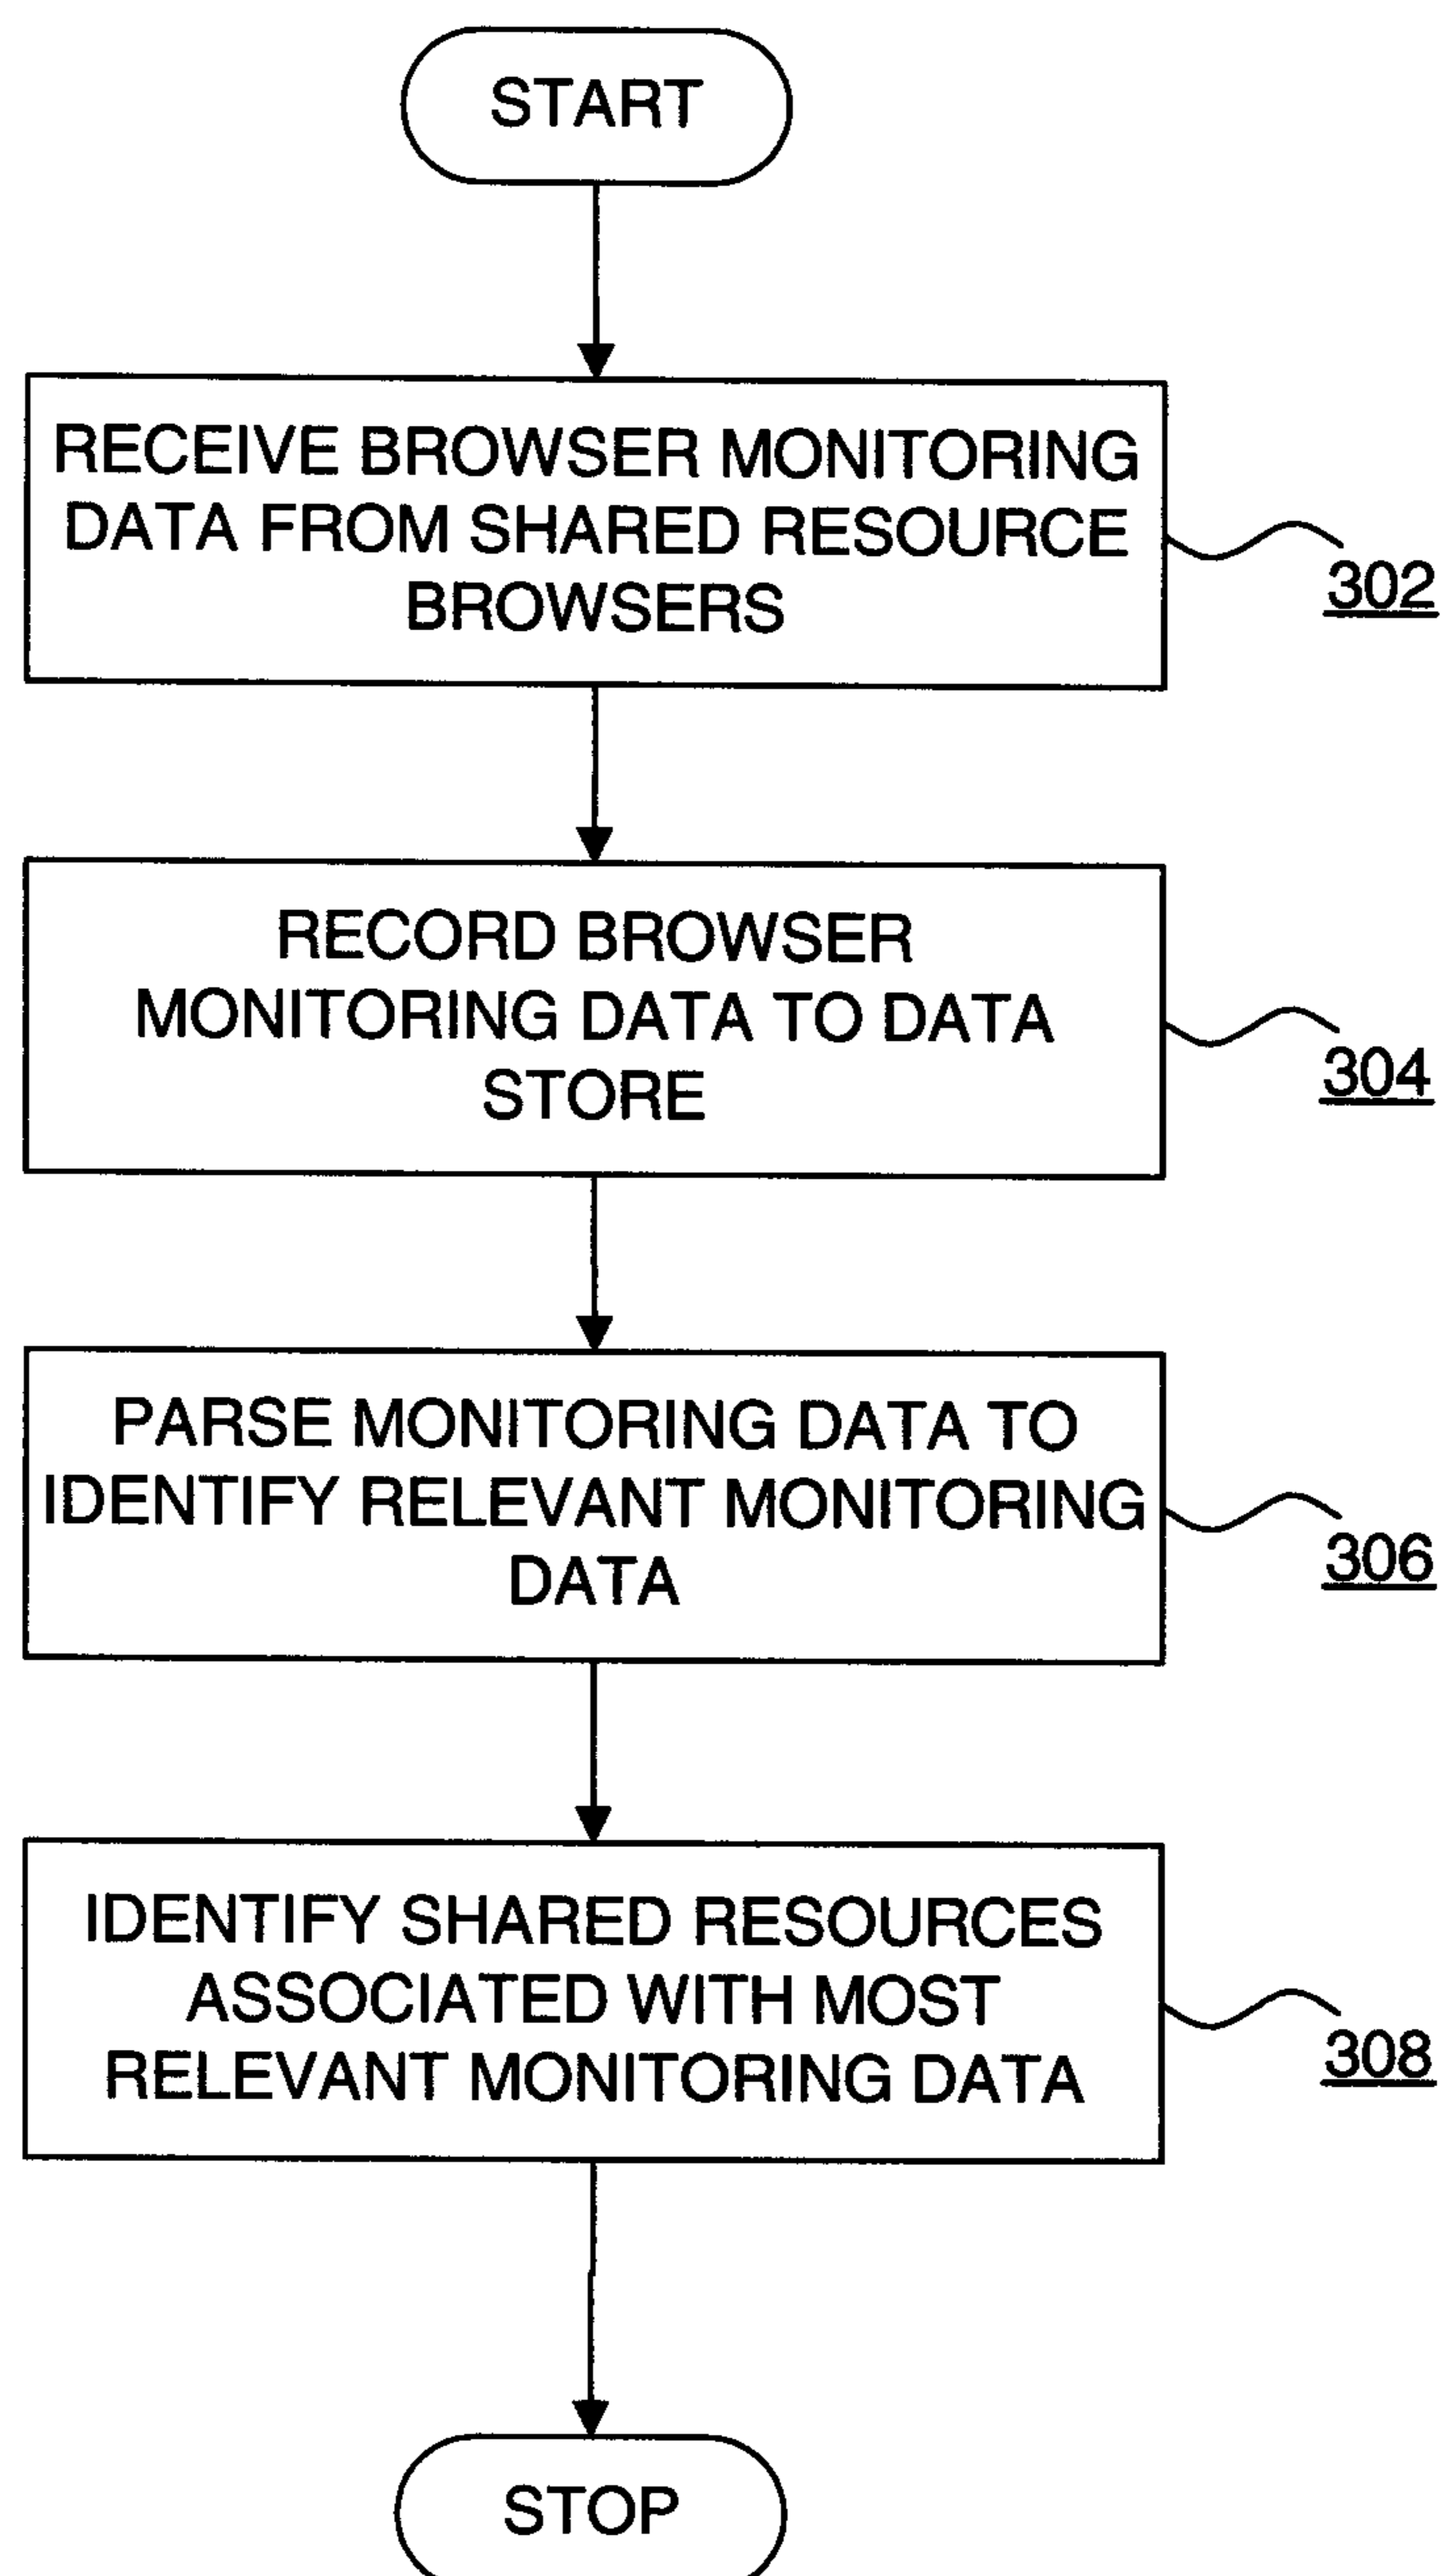 START
RECEIVE BROWSER MONITORING
DATA FROM SHARED RESOURCE
BROWSERS
302
RECORD BROWSER
MONITORING DATA TO DATA
STORE
304
PARSE MONITORING DATA TO
IDENTIFY RELEVANT MONITORING
DATA
306
IDENTIFY SHARED RESOURCES
ASSOCIATED WITH MOST
RELEVANT MONITORING DATA
308
STOP